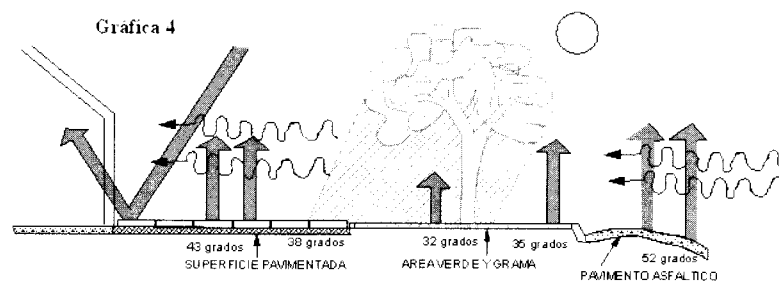 Gráfica 4
43 grados
38 grados
32 grados
35 grados
52 grados
SUPERFICIE PAVIMENTADA
AREA VERDE Y GRAMA
PAVIMENTO ASFALTICO